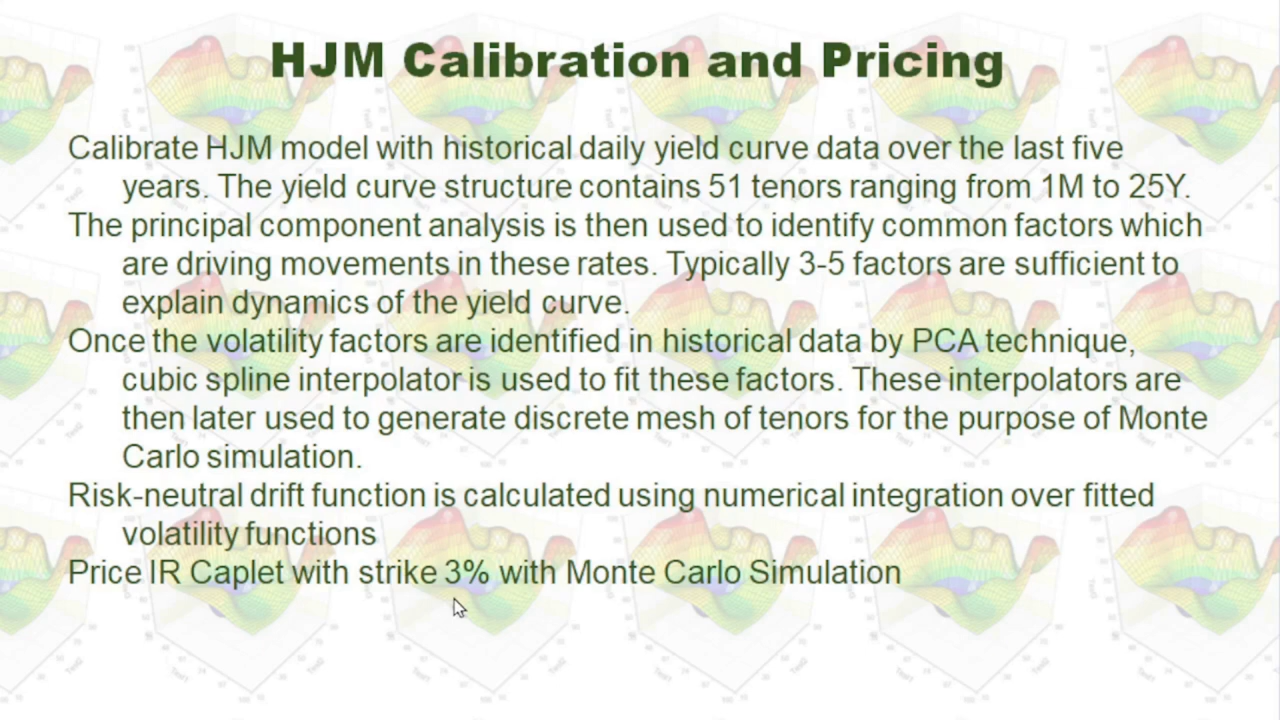 HJM Calibration and Pricing
Calibrate HJM model with historical daily yield curve data over the last five
years. The yield curve structure contains 51 tenors ranging from 1M to 25Y.
The principal component analysis is then used to identify common factors which
are driving movements in these rates. Typically 3-5 factors are sufficient to
explain dynamics of the yield curve.
Once the volatility factors are identified in historical data by PCA technique,
cubic spline interpolator is used to fit these factors. These interpolators are
then later used to generate discrete mesh of tenors for the purpose of Monte
Carlo simulation.
Risk-neutral drift function is calculated using numerical integration over fitted
volatility functions
Price IR Caplet with strike 3% with Monte Carlo Simulation